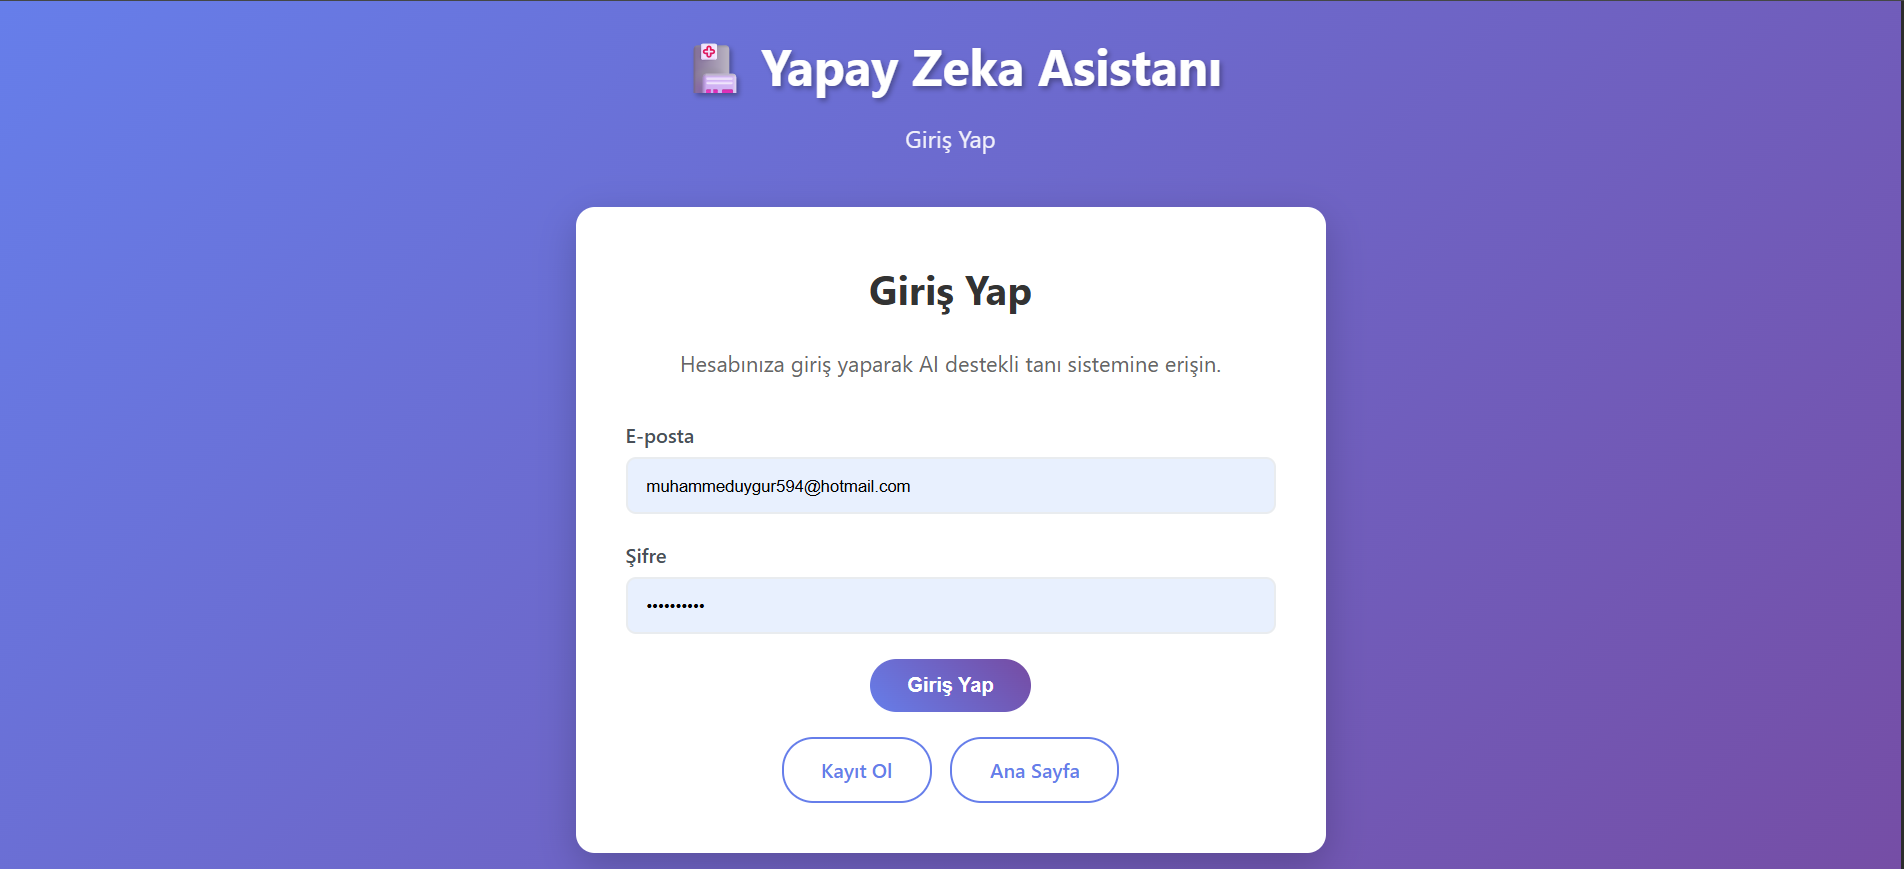 Yapay Zeka Asistanı
Giriş Yap
Giriş Yap
Hesabınıza giriş yaparak AI destekli tanı sistemine erişin.
E-posta
muhammeduygur594@hotmail.com
Şifre
••••••••••
Giriş Yap
Kayıt Ol
Ana Sayfa